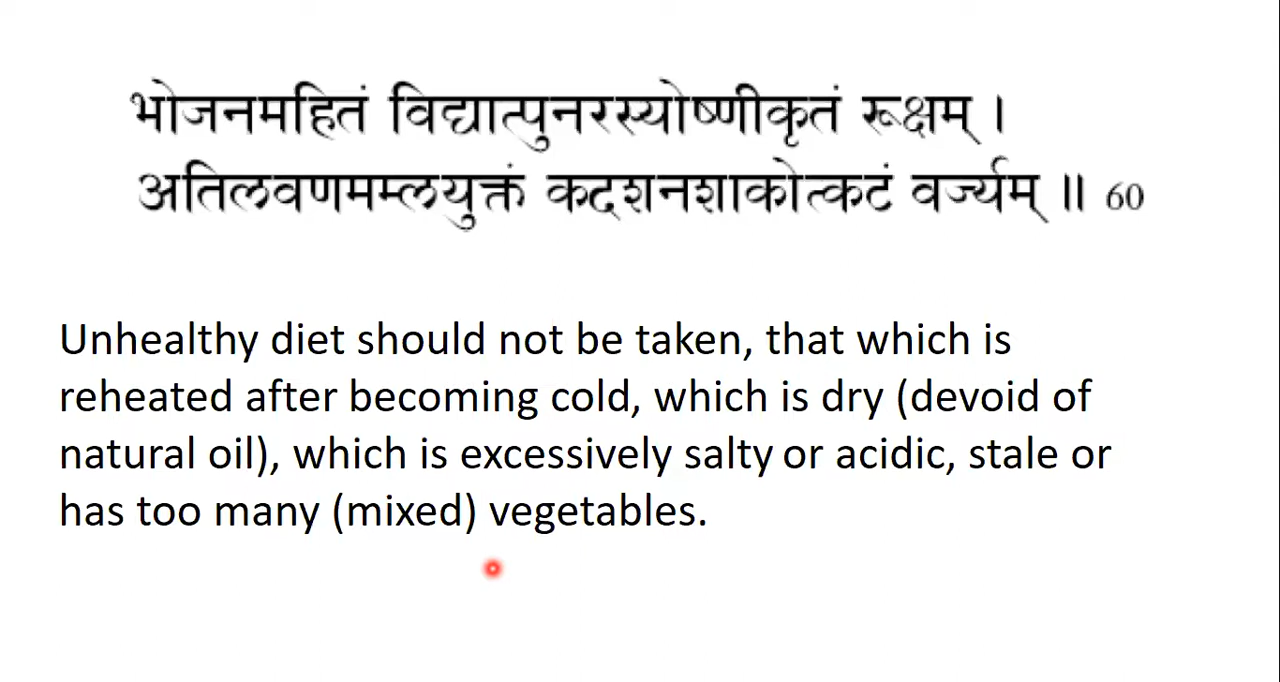 भोजनमहितं विद्यात्पुनरस्योष्णीकृतं रूक्षम् ।
अतिलवणमम्लयुक्तं कदशनशाकोत्कटं वर्ज्यम् ॥ 60
Unhealthy diet should not be taken, that which is
reheated after becoming cold, which is dry (devoid of
natural oil), which is excessively salty or acidic, stale or
has too many (mixed) vegetables.